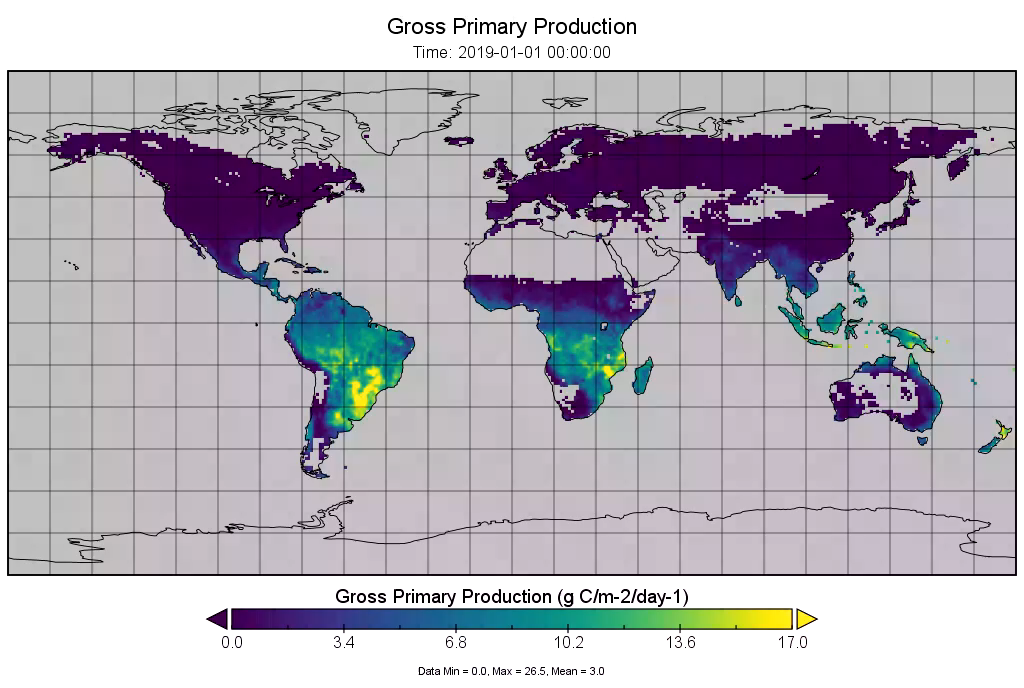 Gross Primary Production
Time: 2019-01-01 00:00:00
Gross Primary Production (g C/m-2/day-1)
0.0 3.4 6.8 10.2 13.6 17.0
Data Min = 0.0, Max = 26.5, Mean = 3.0